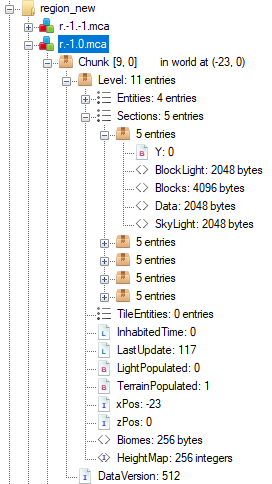 region_new
r.-1.-1.mca
r.-1.0.mca
Chunk [9, 0] in world at (-23, 0)
Level: 11 entries
Entities: 4 entries
Sections: 5 entries
5 entries
B Y: 0
BlockLight: 2048 bytes
Blocks: 4096 bytes
Data: 2048 bytes
SkyLight: 2048 bytes
5 entries
5 entries
5 entries
5 entries
TileEntities: 0 entries
L InhabitedTime: 0
L LastUpdate: 117
B LightPopulated: 0
B TerrainPopulated: 1
I xPos: -23
I zPos: 0
Biomes: 256 bytes
HeightMap: 256 integers
I DataVersion: 512